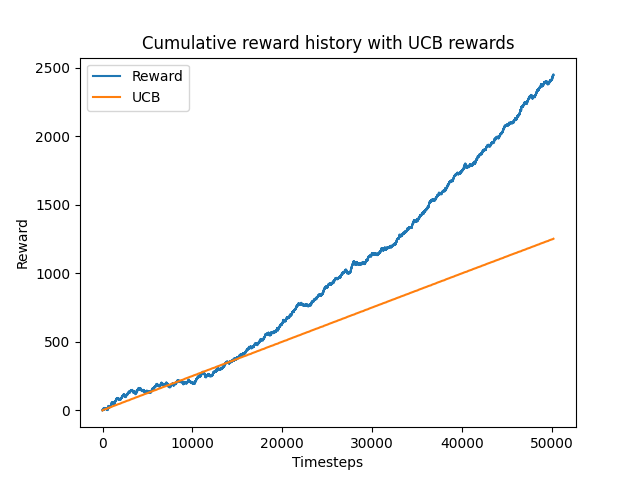 Cumulative reward history with UCB rewards
Reward
UCB
2500
2000
1500
1000
500
0
Reward
0 10000 20000 30000 40000 50000
Timesteps